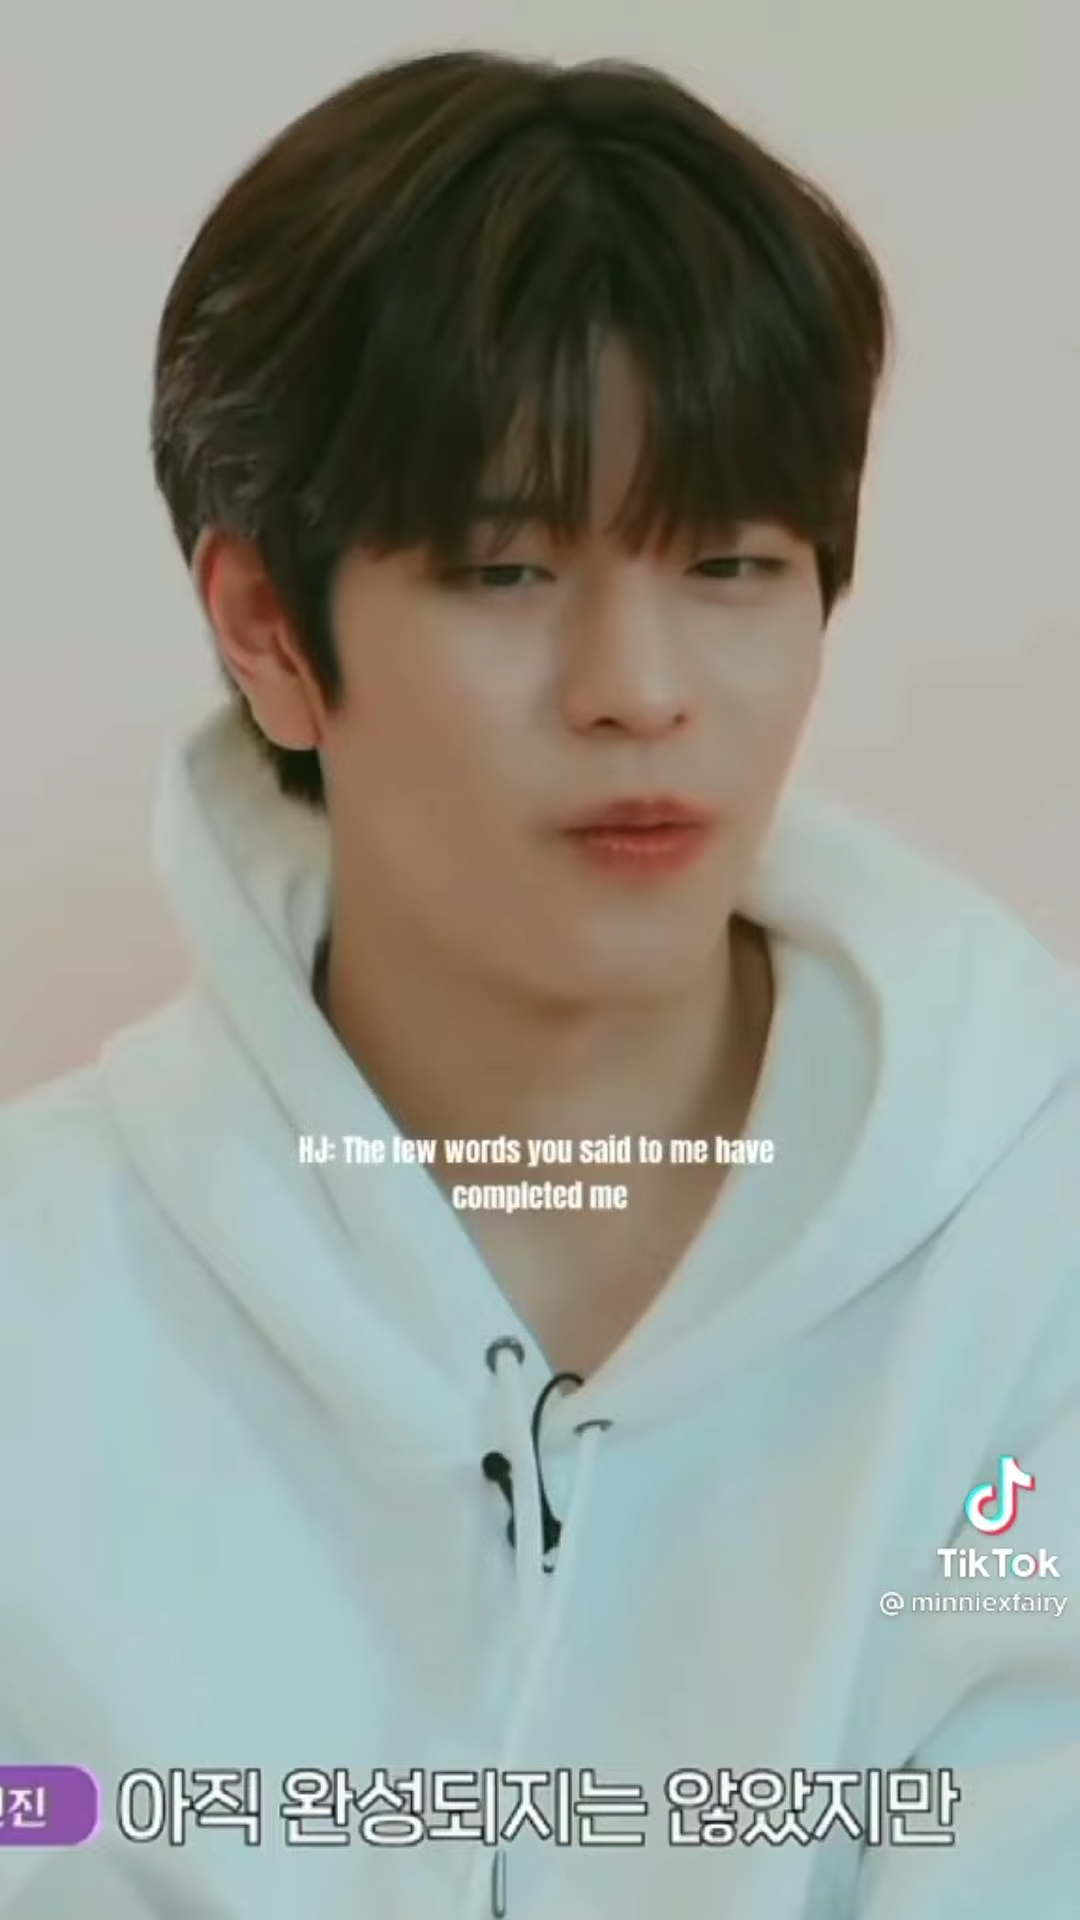 HJ: The few words you said to me have
completed me
TikTok
@minniexfairy
진 아직 완성되지는 않았지만